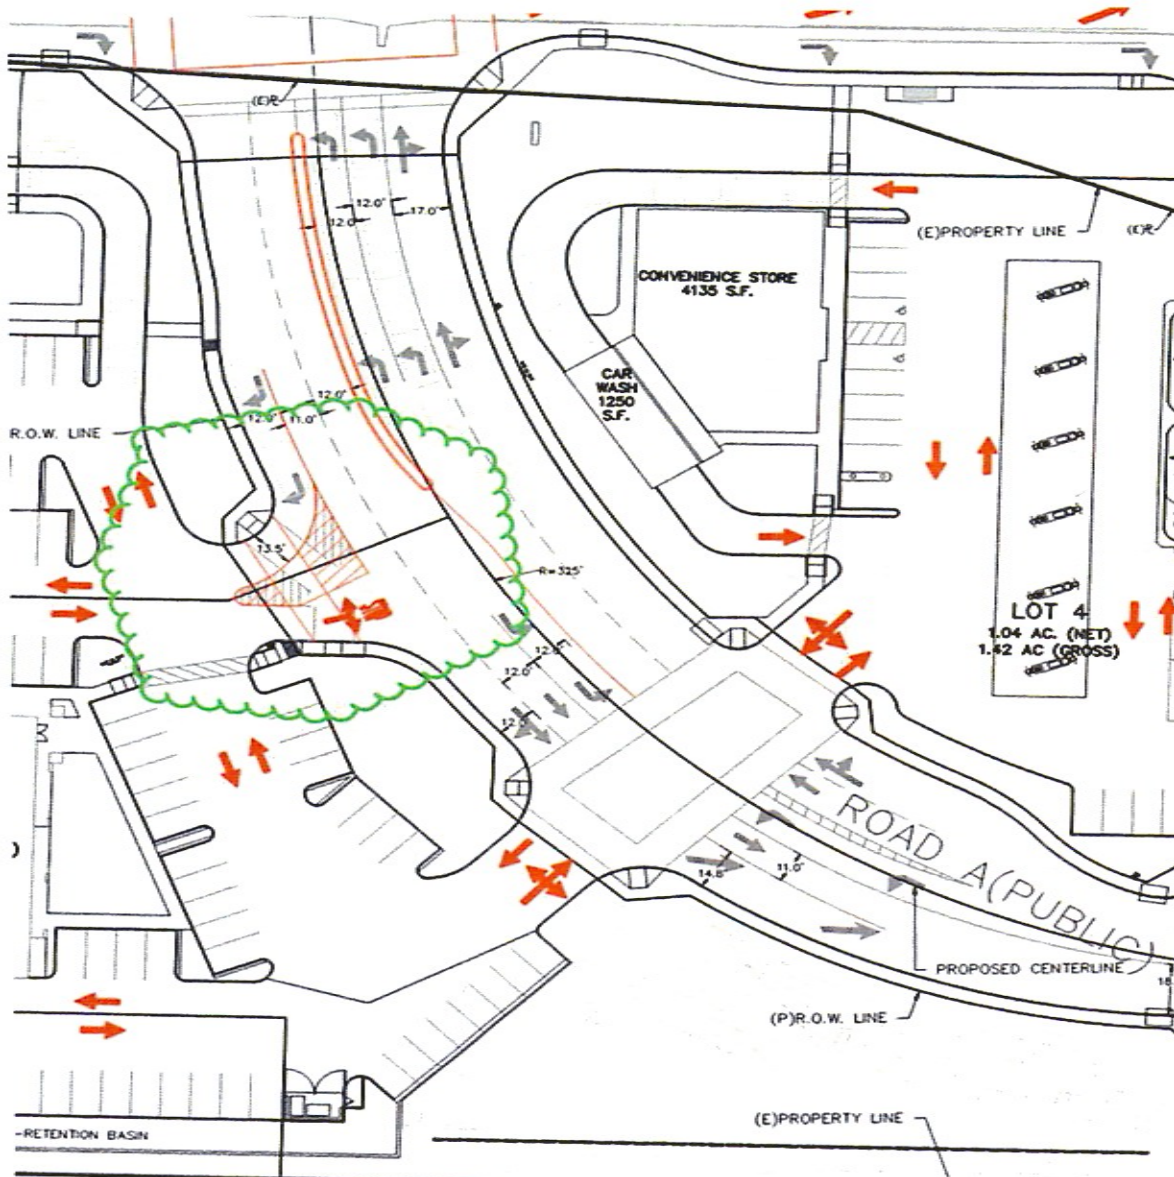 (E)
12.0'
12.0'
17.0'
(E)PROPERTY LINE
(E)
CONVENIENCE STORE
4135 S.F.
CAR
WASH
1250
S.F.
12.0'
12.0'
11.0'
R.O.W. LINE
13.5'
R=325'
LOT 4
1.04 AC. (NET)
1.42 AC (GROSS)
12.0'
12.0'
ROAD A(PUBLIC)
14.5'
11.0'
PROPOSED CENTERLINE
18.
(P)R.O.W. LINE
(E)PROPERTY LINE
-RETENTION BASIN